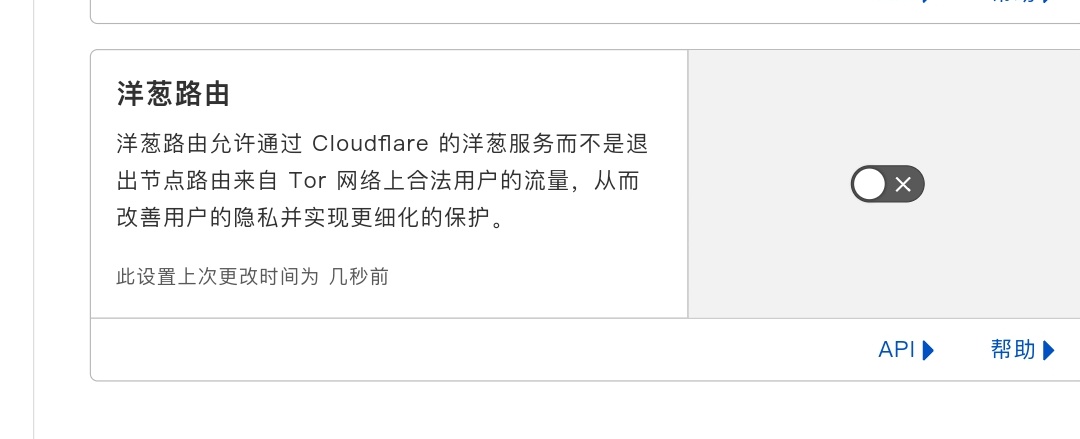 洋葱路由
洋葱路由允许通过 Cloudflare 的洋葱服务而不是退
出节点路由来自 Tor 网络上合法用户的流量，从而
改善用户的隐私并实现更细化的保护。
此设置上次更改时间为 几秒前
API 帮助